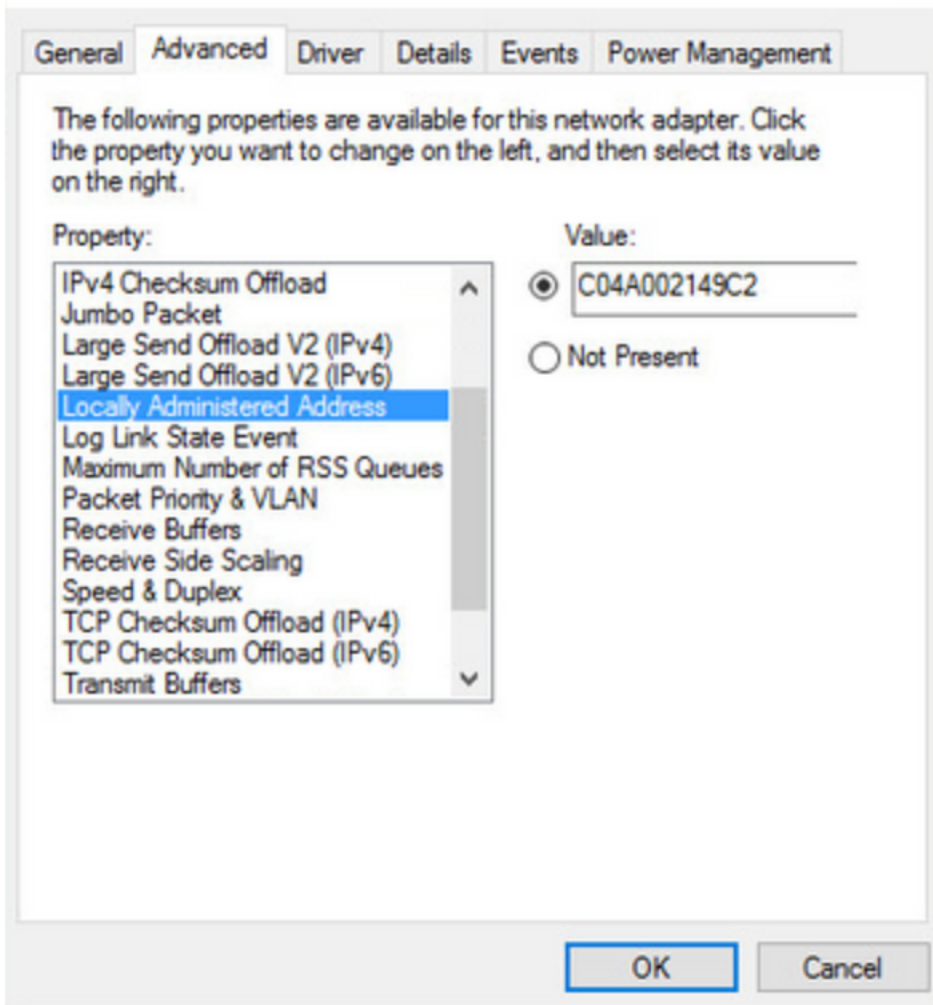 General Advanced Driver Details Events Power Management
The following properties are available for this network adapter. Click
the property you want to change on the left, and then select its value
on the right.
Property:
Value:
IPv4 Checksum Offload
Jumbo Packet
Large Send Offload V2 (IPv4)
Large Send Offload V2 (IPv6)
Locally Administered Address
Log Link State Event
Maximum Number of RSS Queues
Packet Priority & VLAN
Receive Buffers
Receive Side Scaling
Speed & Duplex
TCP Checksum Offload (IPv4)
TCP Checksum Offload (IPv6)
Transmit Buffers
C04A002149C2
Not Present
OK Cancel